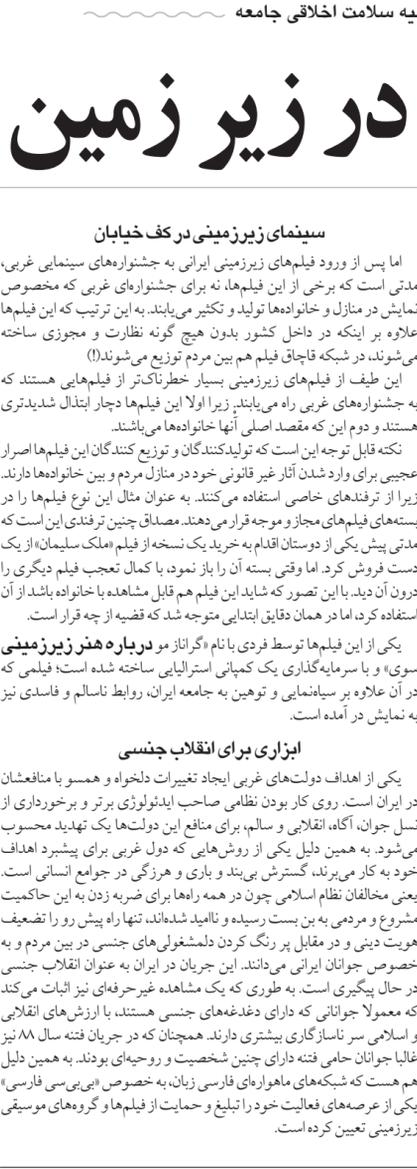 یه سلامت اخلاقی جامعه
در زیر زمین
سینمای زیرزمینی در کف خیابان
اما پس از ورود فیلم‌های زیرزمینی ایرانی به جشنواره‌های سینمایی غربی،
مدتی است که برخی از این فیلم‌ها، نه برای جشنواره‌ای غربی که مخصوص
نمایش در منازل و خانواده‌ها تولید و تکثیر می‌یابند. به این ترتیب که این فیلم‌ها
علاوه بر اینکه در داخل کشور بدون هیچ گونه نظارت و مجوزی ساخته
می‌شوند، در شبکه قاچاق فیلم هم بین مردم توزیع می‌شوند(!)
این طیف از فیلم‌های زیرزمینی بسیار خطرناک‌تر از فیلم‌هایی هستند که
به جشنواره‌های غربی راه می‌یابند. زیرا اولا این فیلم‌ها دچار ابتذال شدیدتری
هستند و دوم این که مقصد اصلی آنها خانواده‌ها می‌باشند.
نکته قابل توجه این است که تولیدکنندگان و توزیع کنندگان این فیلم‌ها اصرار
عجیبی برای وارد شدن آثار غیر قانونی خود در منازل مردم و بین خانواده‌ها دارند.
زیرا از ترفندهای خاصی استفاده می‌کنند. به عنوان مثال این نوع فیلم‌ها را در
بسته‌های فیلم‌های مجاز و موجه قرار می‌دهند. مصداق چنین ترفندی این است که
مدتی پیش یکی از دوستان اقدام به خرید یک نسخه از فیلم «ملک سلیمان» از یک
دست فروش کرد. اما وقتی بسته آن را باز نمود، با کمال تعجب فیلم دیگری را
درون آن دید. با این تصور که شاید این فیلم هم قابل مشاهده با خانواده باشد از آن
استفاده کرد، اما در همان دقایق ابتدایی متوجه شد که قضیه از چه قرار است.
یکی از این فیلم‌ها توسط فردی با نام «گراناز مو درباره هنر زیرزمینی
سوی» و با سرمایه‌گذاری یک کمپانی استرالیایی ساخته شده است؛ فیلمی که
در آن علاوه بر سیاه‌نمایی و توهین به جامعه ایران، روابط ناسالم و فاسدی نیز
به نمایش در آمده است.
ابزاری برای انقلاب جنسی
یکی از اهداف دولت‌های غربی ایجاد تغییرات دلخواه و همسو با منافعشان
در ایران است. روی کار بودن نظامی صاحب ایدئولوژی برتر و برخورداری از
نسل جوان، آگاه، انقلابی و سالم، برای منافع این دولت‌ها یک تهدید محسوب
می‌شود. به همین دلیل یکی از روش‌هایی که دول غربی برای پیشبرد اهداف
خود به کار می‌برند، گسترش بی‌بند و باری و هرزگی در جوامع انسانی است.
یعنی مخالفان نظام اسلامی چون در همه راه‌ها برای ضربه زدن به این حاکمیت
مشروع و مردمی به بن بست رسیده و ناامید شده‌اند، تنها راه پیش رو را تضعیف
هویت دینی و در مقابل پر رنگ کردن دلمشغولی‌های جنسی در بین مردم و به
خصوص جوانان ایرانی می‌دانند. این جریان در ایران به عنوان انقلاب جنسی
در حال پیگیری است. به طوری که یک مشاهده غیرحرفه‌ای نیز اثبات می‌کند
که معمولا جوانانی که دارای دغدغه‌های جنسی هستند، با ارزش‌های انقلابی
و اسلامی سر ناسازگاری بیشتری دارند. همچنان که در جریان فتنه سال ۸۸ نیز
غالبا جوانان حامی فتنه دارای چنین شخصیت و روحیه‌ای بودند. به همین دلیل
هم هست که شبکه‌های ماهواره‌ای فارسی زبان، به خصوص «بی‌بی‌سی فارسی»
یکی از عرصه‌های فعالیت خود را تبلیغ و حمایت از فیلم‌ها و گروه‌های موسیقی
زیرزمینی تعیین کرده است.